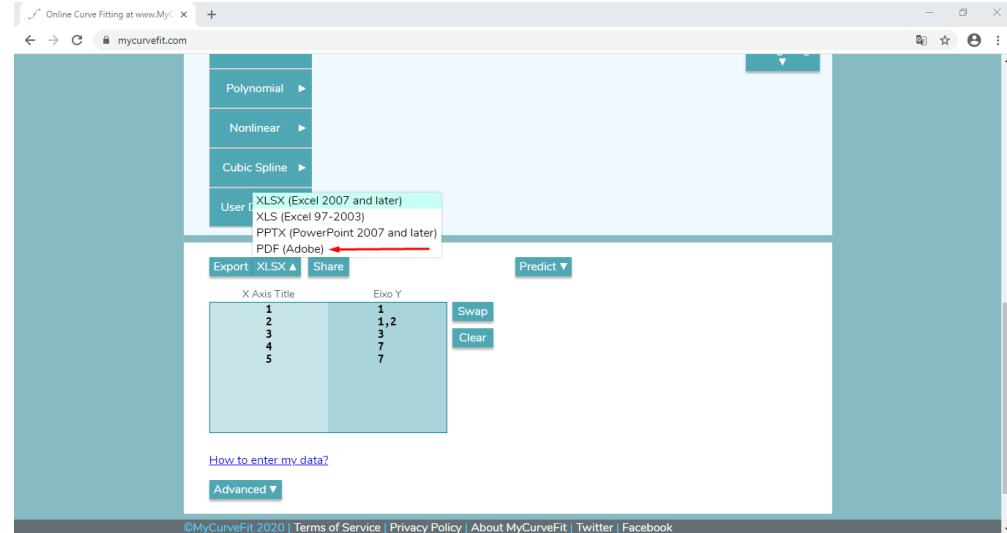 Online Curve Fitting at www.MyC
mycurvefit.com
Polynomial ▶
Nonlinear ▶
Cubic Spline ▶
User D
XLSX (Excel 2007 and later)
XLS (Excel 97-2003)
PPTX (PowerPoint 2007 and later)
PDF (Adobe)
Export XLSX ▲ Share Predict ▼
X Axis Title Eixo Y
1 1
2 1,2
3 3
4 7
5 7
Swap
Clear
How to enter my data?
Advanced ▼
©MyCurveFit 2020 | Terms of Service | Privacy Policy | About MyCurveFit | Twitter | Facebook